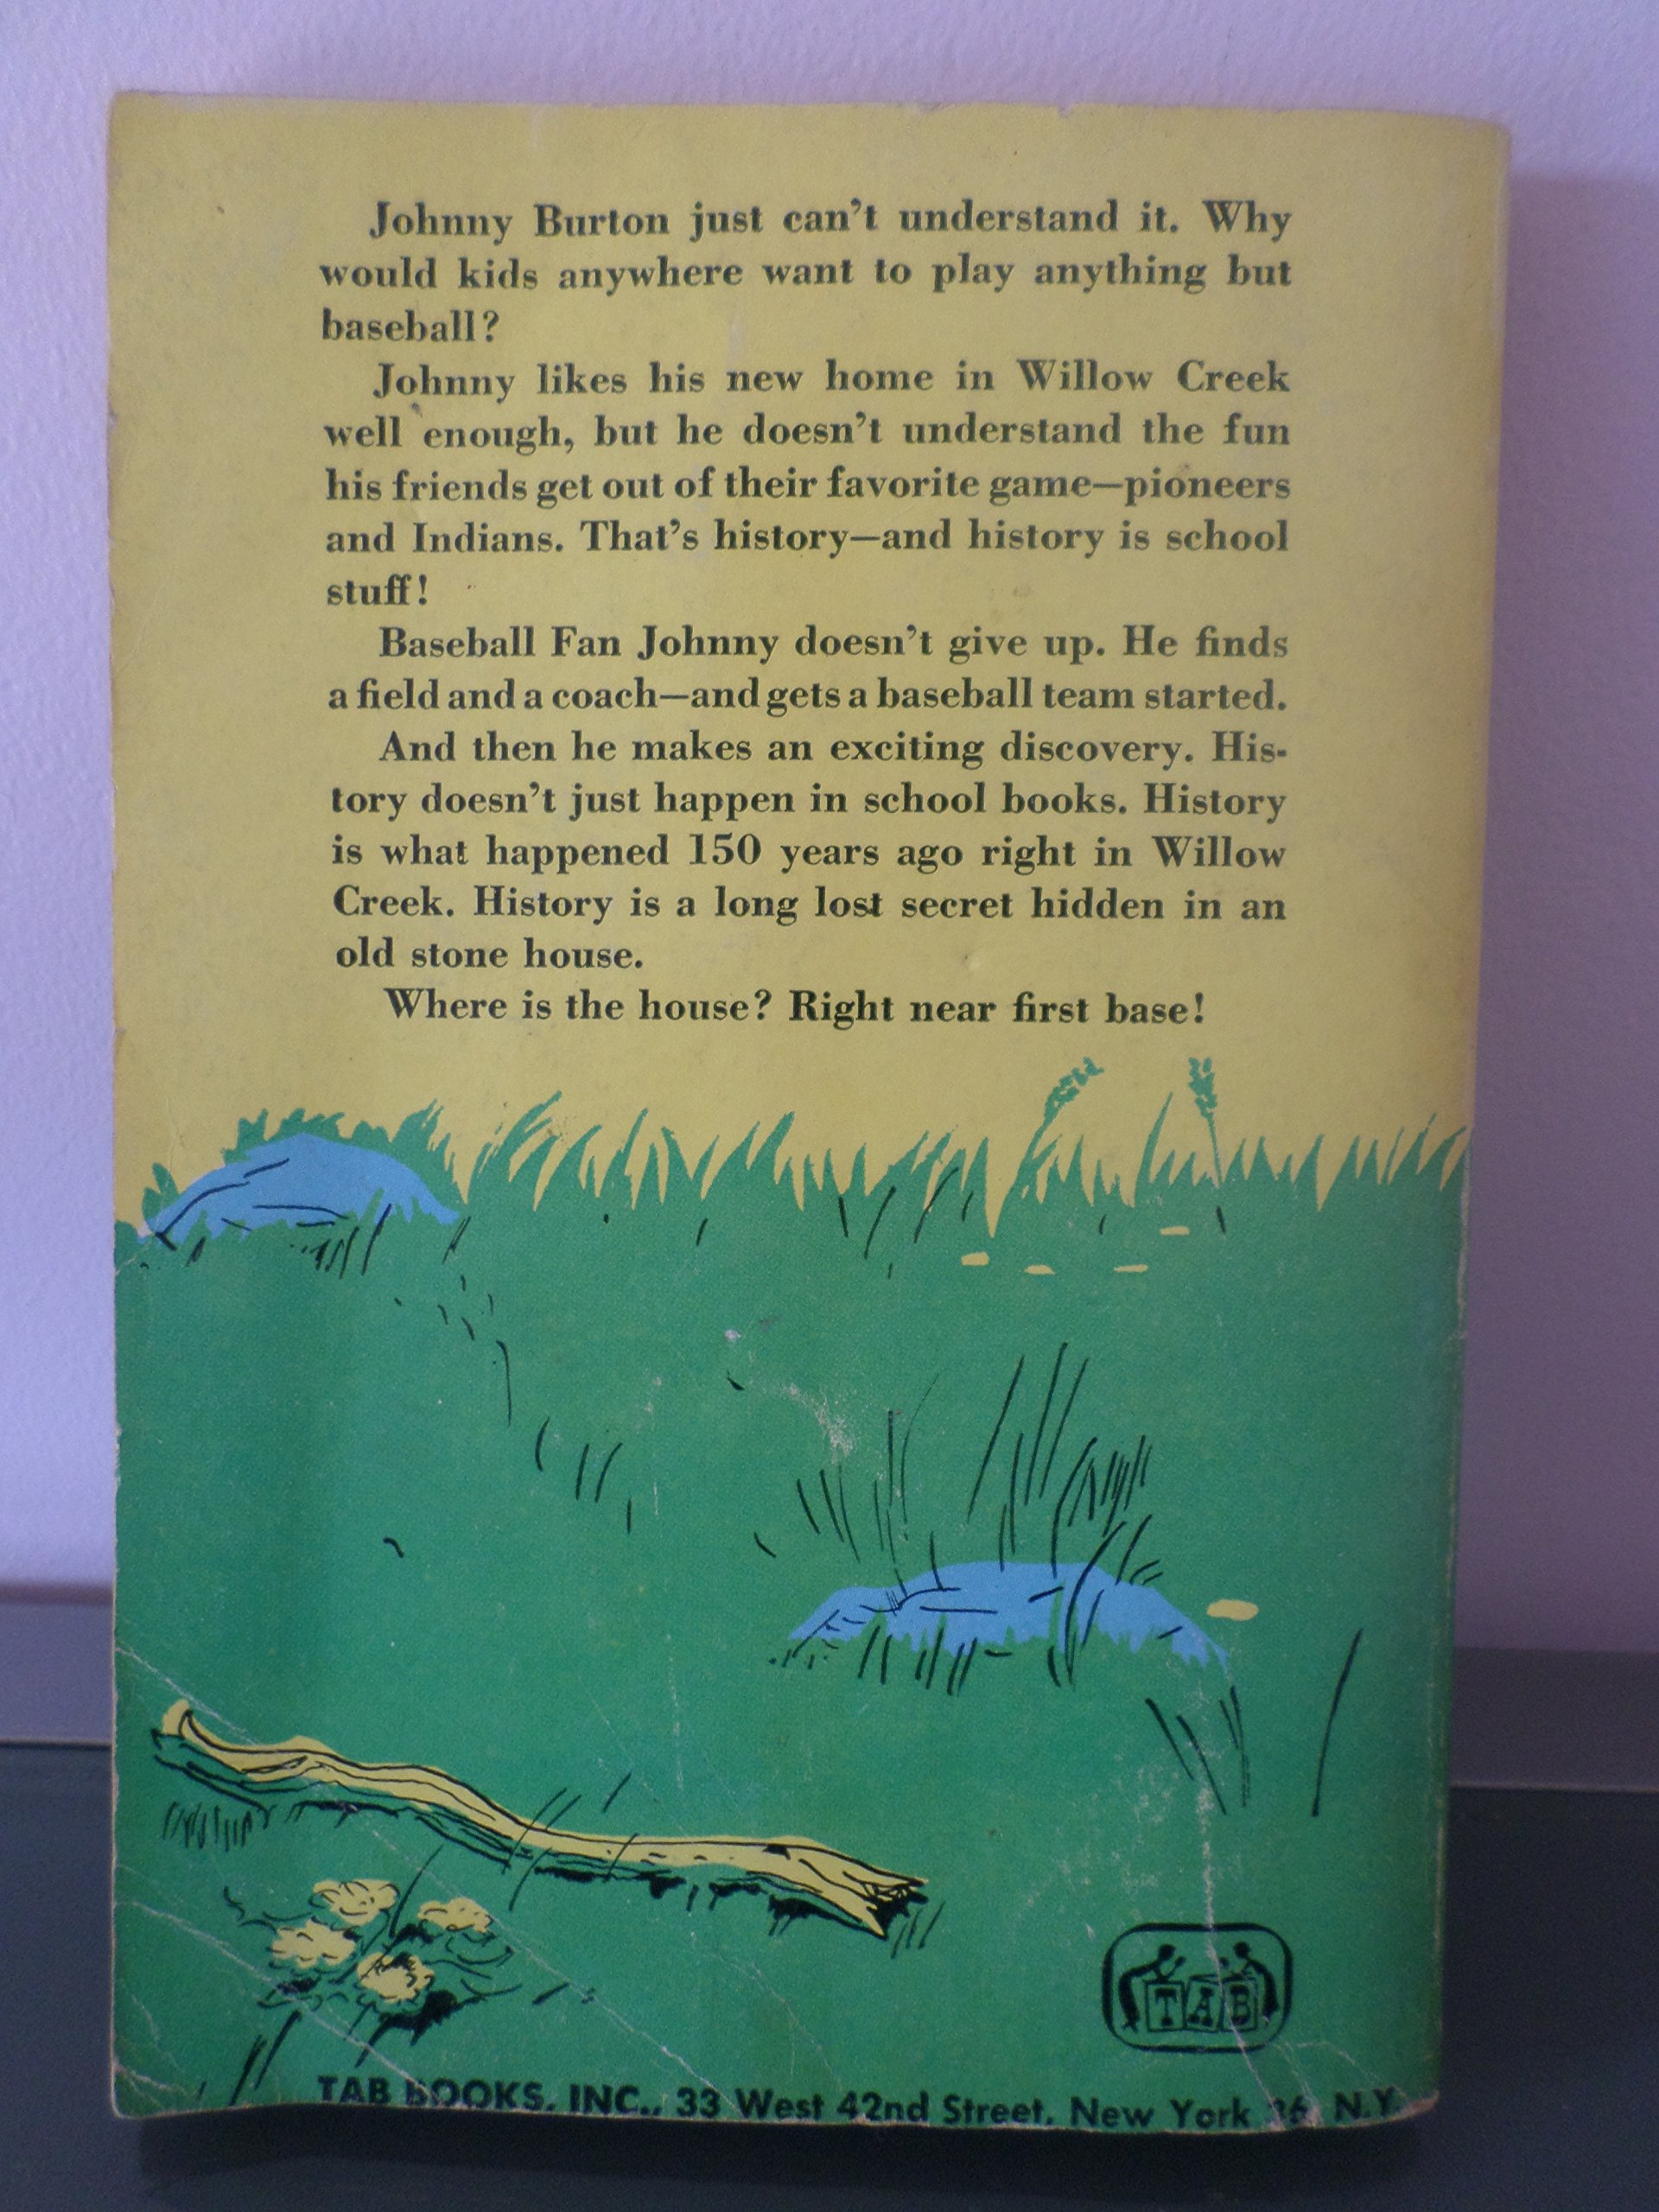 Johnny Burton just can't understand it. Why
would kids anywhere want to play anything but
baseball?
Johnny likes his new home in Willow Creek
well enough, but he doesn't understand the fun
his friends get out of their favorite game—pioneers
and Indians. That's history—and history is school
stuff!
Baseball Fan Johnny doesn't give up. He finds
a field and a coach—and gets a baseball team started.
And then he makes an exciting discovery. His-
tory doesn't just happen in school books. History
is what happened 150 years ago right in Willow
Creek. History is a long lost secret hidden in an
old stone house.
Where is the house? Right near first base!
TAB
TAB BOOKS, INC., 33 West 42nd Street, New York 36, N.Y.